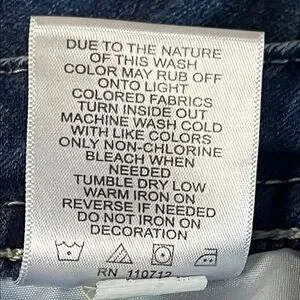 DUE TO THE NATURE
OF THIS WASH
COLOR MAY RUB OFF
ONTO LIGHT
COLORED FABRICS
TURN INSIDE OUT
MACHINE WASH COLD
WITH LIKE COLORS
ONLY NON-CHLORINE
BLEACH WHEN
NEEDED
TUMBLE DRY LOW
WARM IRON ON
REVERSE IF NEEDED
DO NOT IRON ON
DECORATION
RN 110712